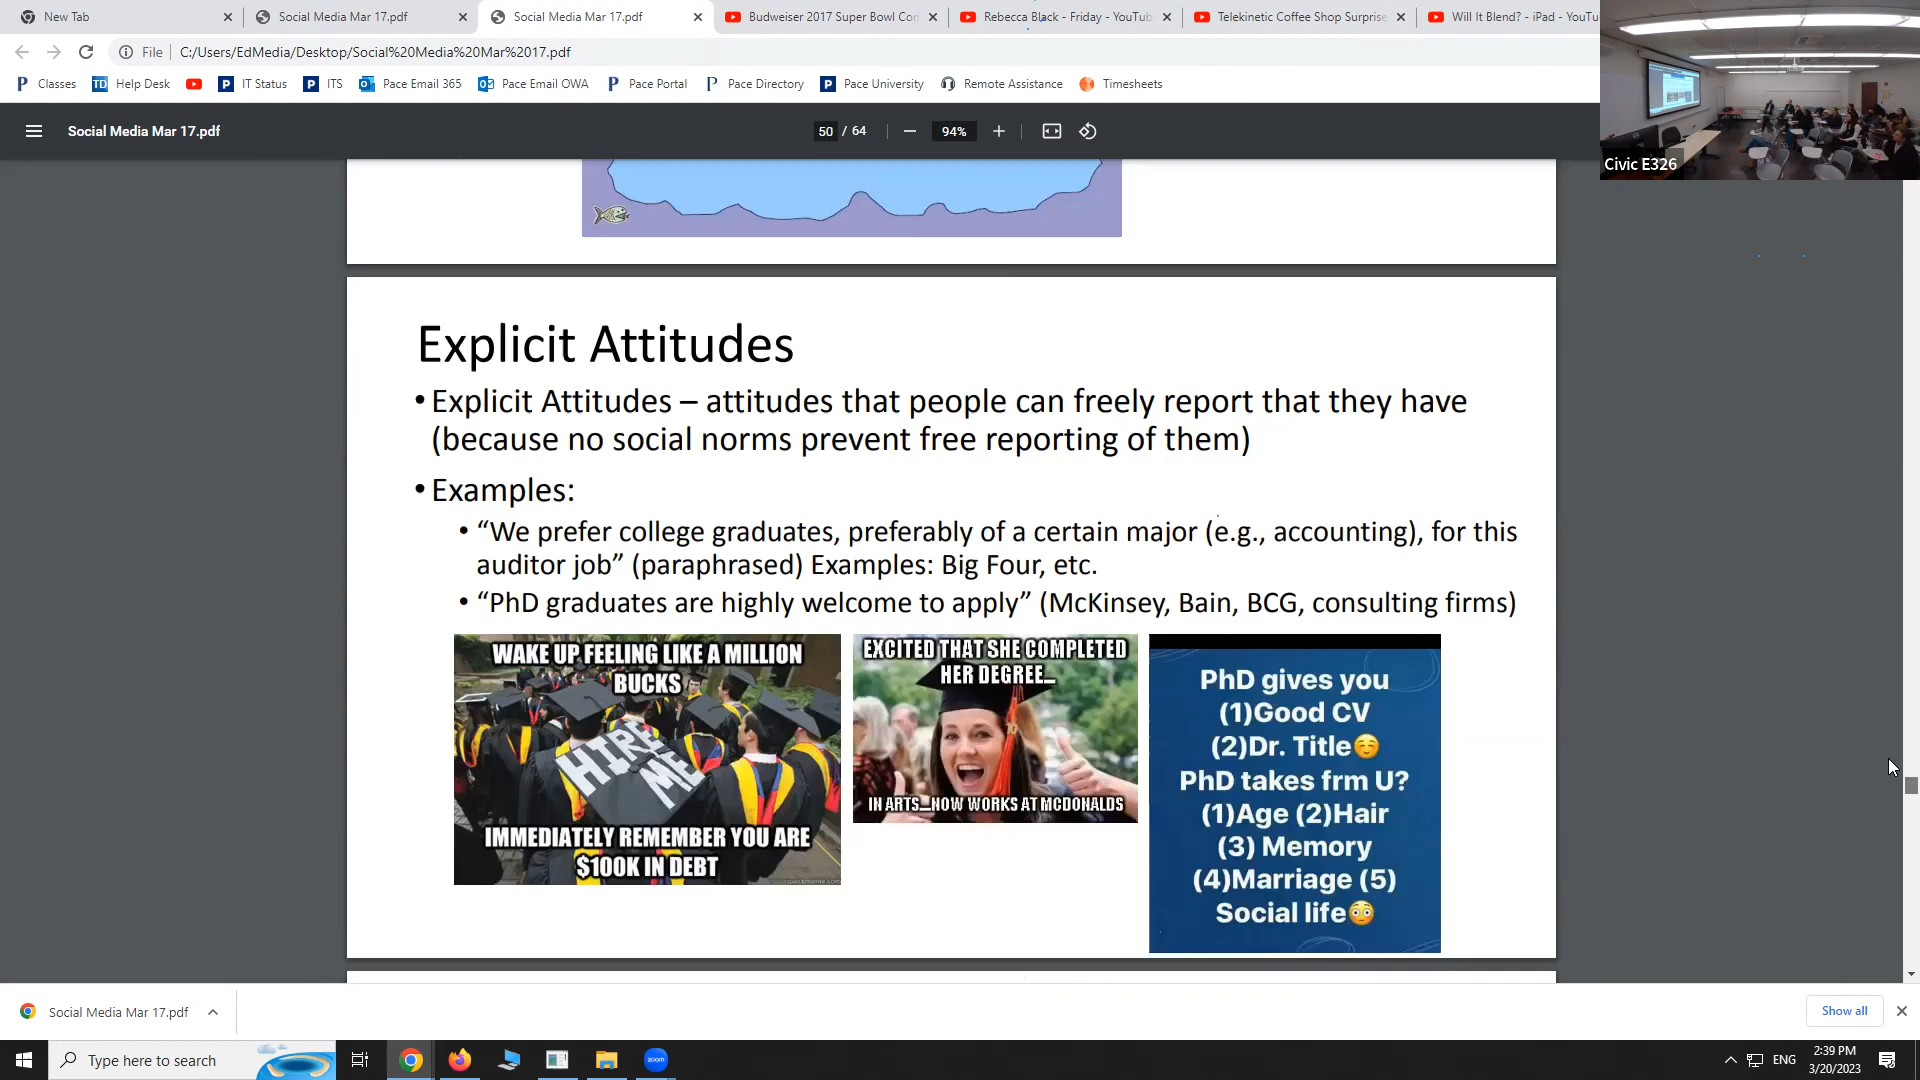 New Tab
Social Media Mar 17.pdf
Social Media Mar 17.pdf
Budweiser 2017 Super Bowl Con
Rebecca Black - Friday - YouTub
Telekinetic Coffee Shop Surprise
Will It Blend? - iPad - YouTu
File
C:/Users/EdMedia/Desktop/Social%20Media%20Mar%2017.pdf
P Classes
TD Help Desk
P IT Status
P ITS
Pace Email 365
Pace Email OWA
P Pace Portal
P Pace Directory
P Pace University
Remote Assistance
Timesheets
Civic E326
Social Media Mar 17.pdf
50 / 64
94%
Explicit Attitudes
•Explicit Attitudes – attitudes that people can freely report that they have
(because no social norms prevent free reporting of them)
•Examples:
• “We prefer college graduates, preferably of a certain major (e.g., accounting), for this
auditor job” (paraphrased) Examples: Big Four, etc.
• “PhD graduates are highly welcome to apply” (McKinsey, Bain, BCG, consulting firms)
WAKE UP FEELING LIKE A MILLION
BUCKS
HIRE
ME
IMMEDIATELY REMEMBER YOU ARE
$100K IN DEBT
EXCITED THAT SHE COMPLETED
HER DEGREE...
IN ARTS...NOW WORKS AT MCDONALDS
PhD gives you
(1)Good CV
(2)Dr. Title☺️
PhD takes frm U?
(1)Age (2)Hair
(3) Memory
(4)Marriage (5)
Social life😳
Social Media Mar 17.pdf
Show all
Type here to search
zoom
ENG
2:39 PM
3/20/2023